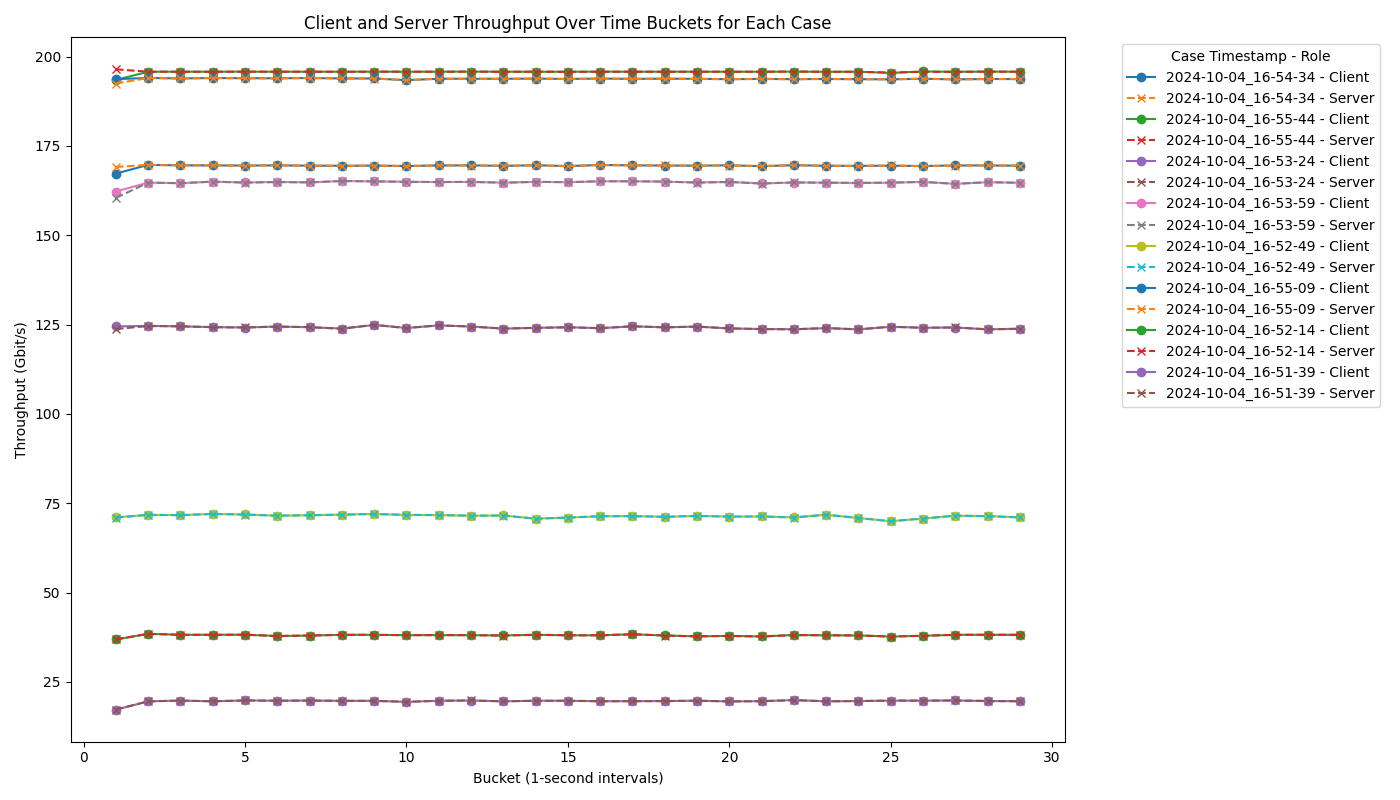 Client and Server Throughput Over Time Buckets for Each Case
200
175
150
125
100
75
50
25
Throughput (Gbit/s)
0
5
10
15
20
25
30
Bucket (1-second intervals)
Case Timestamp - Role
2024-10-04_16-54-34 - Client
2024-10-04_16-54-34 - Server
2024-10-04_16-55-44 - Client
2024-10-04_16-55-44 - Server
2024-10-04_16-53-24 - Client
2024-10-04_16-53-24 - Server
2024-10-04_16-53-59 - Client
2024-10-04_16-53-59 - Server
2024-10-04_16-52-49 - Client
2024-10-04_16-52-49 - Server
2024-10-04_16-55-09 - Client
2024-10-04_16-55-09 - Server
2024-10-04_16-52-14 - Client
2024-10-04_16-52-14 - Server
2024-10-04_16-51-39 - Client
2024-10-04_16-51-39 - Server